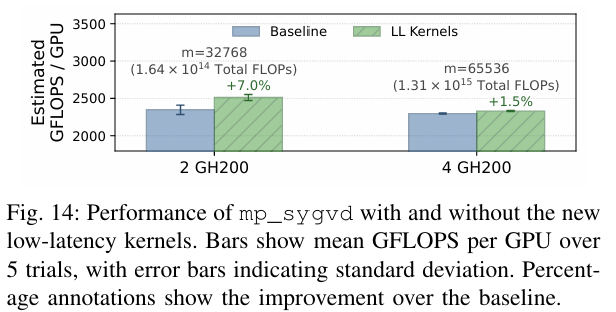 Estimated
GFLOPS / GPU
3500
3000
2500
2000
Baseline
LL Kernels
m=32768
(1.64 × 10¹⁴ Total FLOPs)
+7.0%
m=65536
(1.31 × 10¹⁵ Total FLOPs)
+1.5%
2 GH200
4 GH200
Fig. 14: Performance of mp_sygvd with and without the new
low-latency kernels. Bars show mean GFLOPS per GPU over
5 trials, with error bars indicating standard deviation. Percent-
age annotations show the improvement over the baseline.